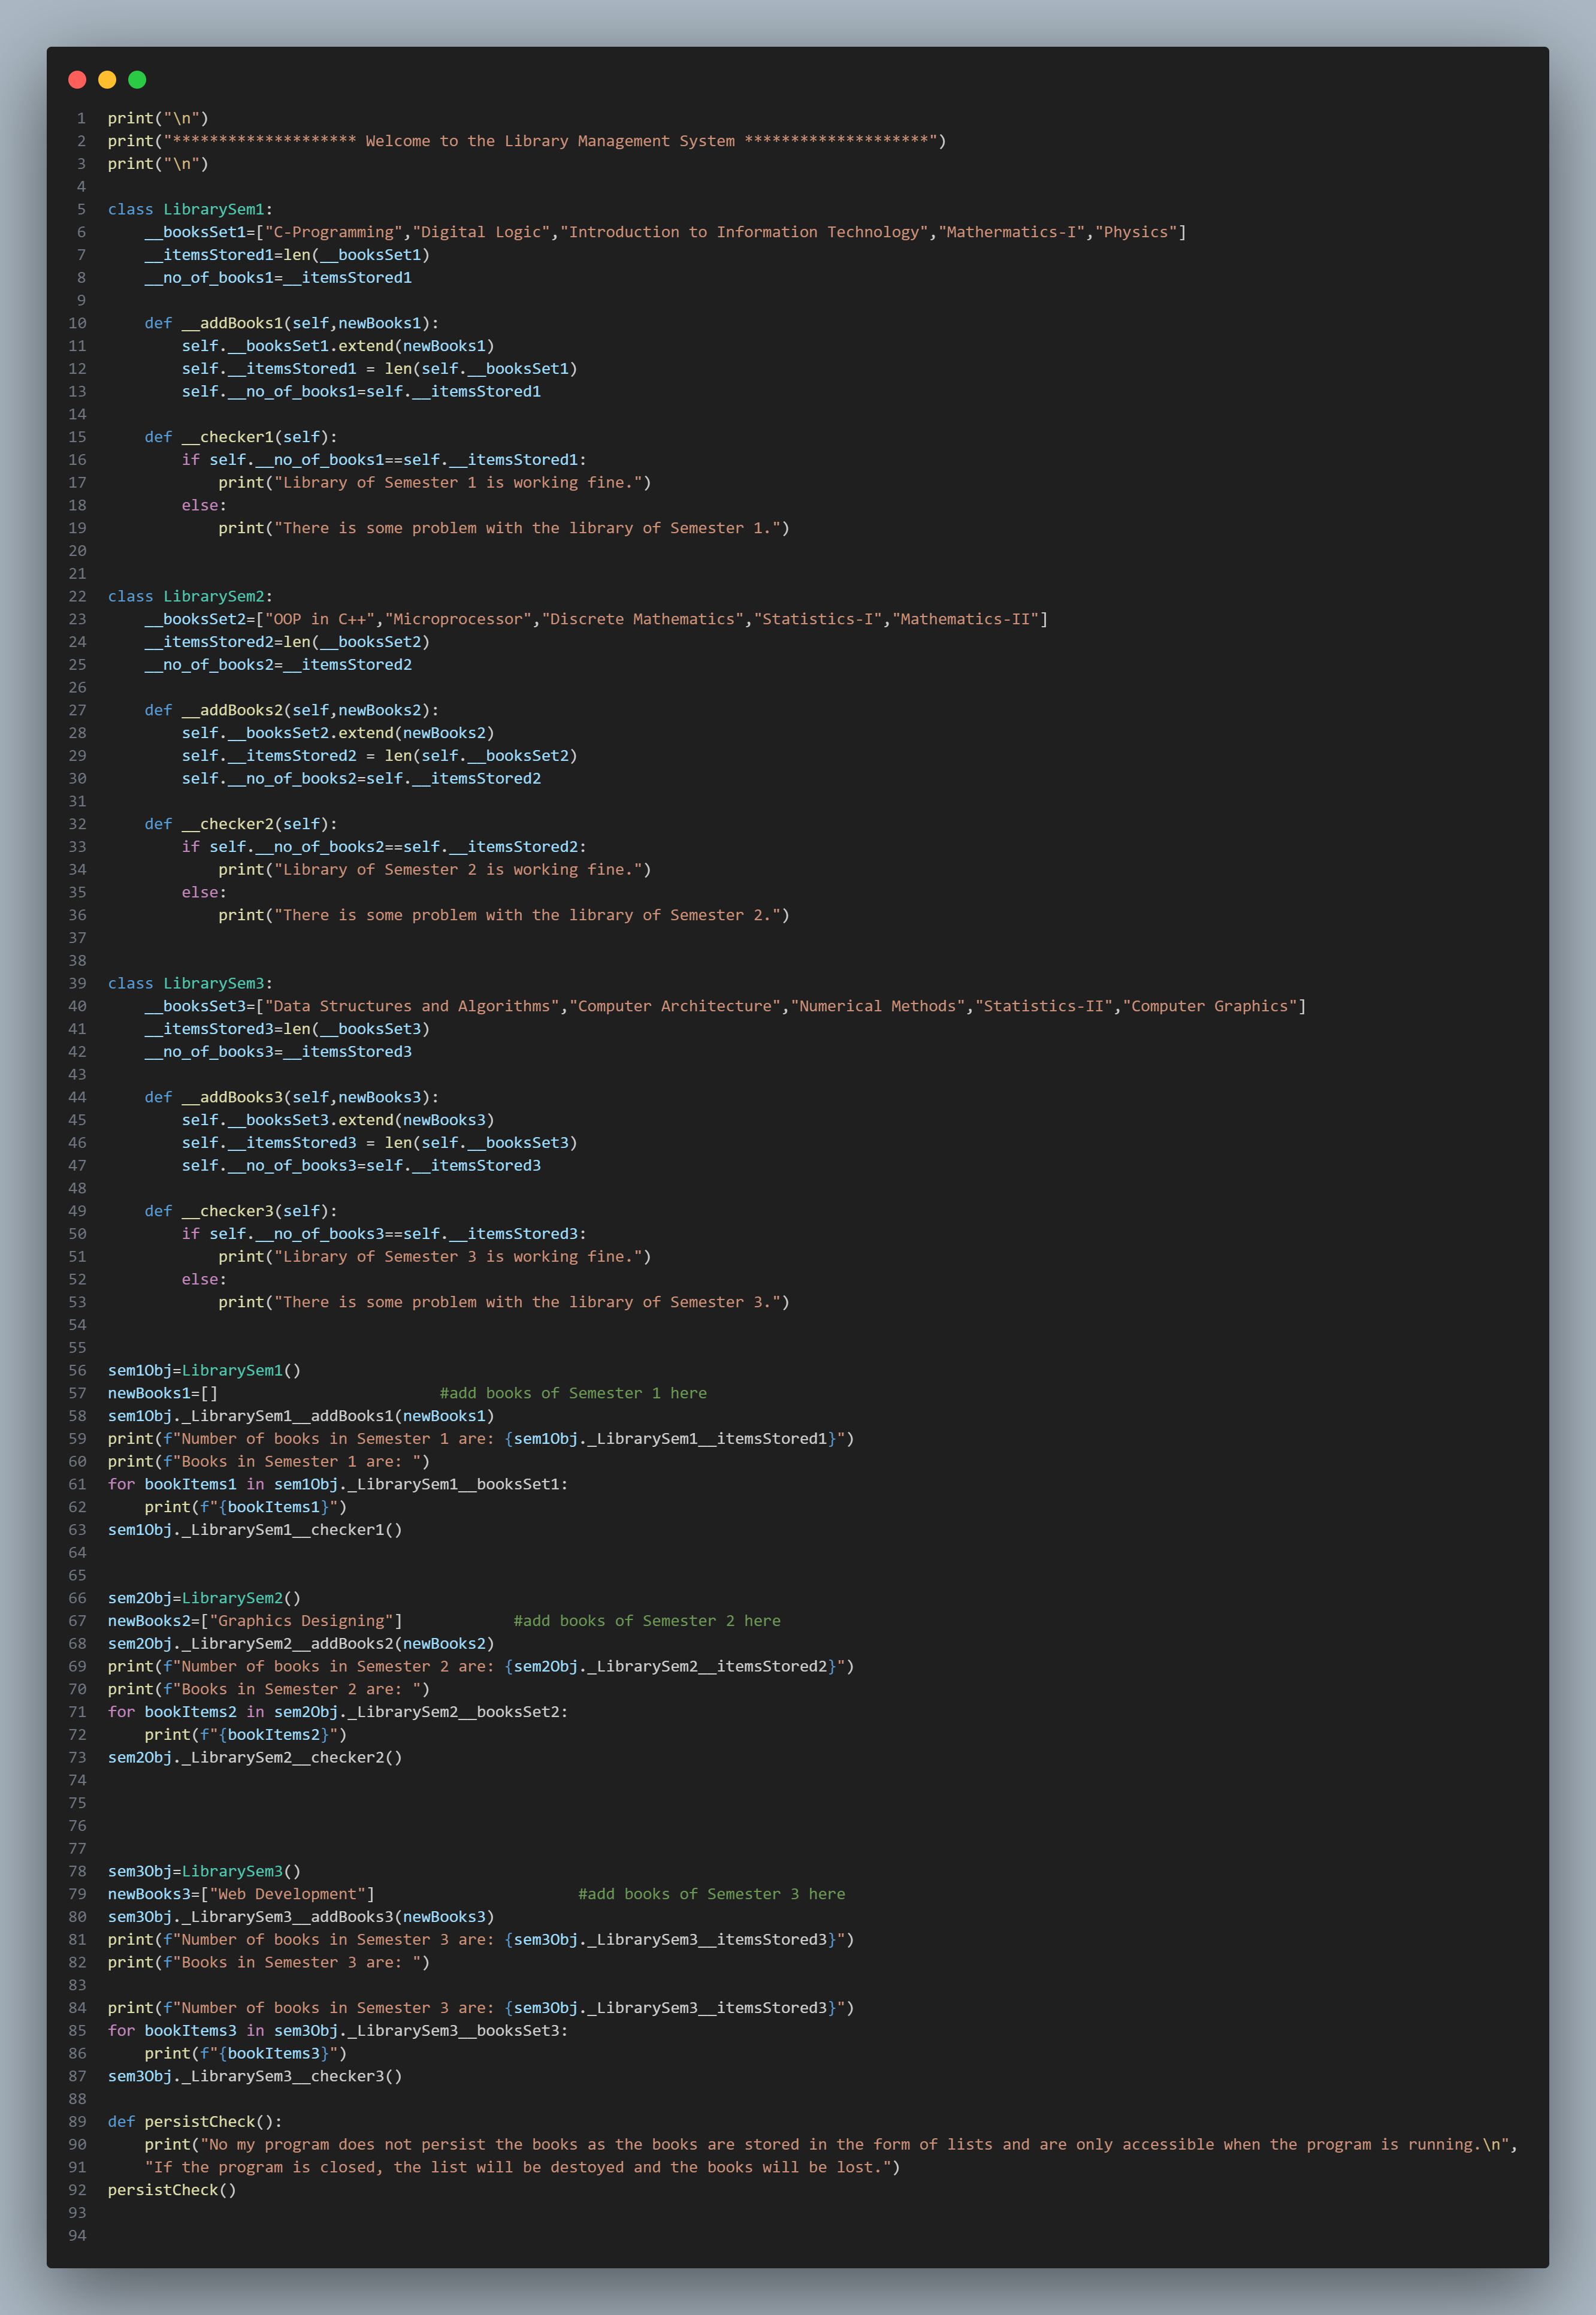 1 print("\n")
2 print("******************** Welcome to the Library Management System ********************")
3 print("\n")
4
5 class LibrarySem1:
6     __booksSet1=["C-Programming","Digital Logic","Introduction to Information Technology","Mathermatics-I","Physics"]
7     __itemsStored1=len(__booksSet1)
8     __no_of_books1=__itemsStored1
9
10     def __addBooks1(self,newBooks1):
11         self.__booksSet1.extend(newBooks1)
12         self.__itemsStored1 = len(self.__booksSet1)
13         self.__no_of_books1=self.__itemsStored1
14
15     def __checker1(self):
16         if self.__no_of_books1==self.__itemsStored1:
17             print("Library of Semester 1 is working fine.")
18         else:
19             print("There is some problem with the library of Semester 1.")
20
21
22 class LibrarySem2:
23     __booksSet2=["OOP in C++","Microprocessor","Discrete Mathematics","Statistics-I","Mathematics-II"]
24     __itemsStored2=len(__booksSet2)
25     __no_of_books2=__itemsStored2
26
27     def __addBooks2(self,newBooks2):
28         self.__booksSet2.extend(newBooks2)
29         self.__itemsStored2 = len(self.__booksSet2)
30         self.__no_of_books2=self.__itemsStored2
31
32     def __checker2(self):
33         if self.__no_of_books2==self.__itemsStored2:
34             print("Library of Semester 2 is working fine.")
35         else:
36             print("There is some problem with the library of Semester 2.")
37
38
39 class LibrarySem3:
40     __booksSet3=["Data Structures and Algorithms","Computer Architecture","Numerical Methods","Statistics-II","Computer Graphics"]
41     __itemsStored3=len(__booksSet3)
42     __no_of_books3=__itemsStored3
43
44     def __addBooks3(self,newBooks3):
45         self.__booksSet3.extend(newBooks3)
46         self.__itemsStored3 = len(self.__booksSet3)
47         self.__no_of_books3=self.__itemsStored3
48
49     def __checker3(self):
50         if self.__no_of_books3==self.__itemsStored3:
51             print("Library of Semester 3 is working fine.")
52         else:
53             print("There is some problem with the library of Semester 3.")
54
55
56 sem1Obj=LibrarySem1()
57 newBooks1=[]                        #add books of Semester 1 here
58 sem1Obj._LibrarySem1__addBooks1(newBooks1)
59 print(f"Number of books in Semester 1 are: {sem1Obj._LibrarySem1__itemsStored1}")
60 print(f"Books in Semester 1 are: ")
61 for bookItems1 in sem1Obj._LibrarySem1__booksSet1:
62     print(f"{bookItems1}")
63 sem1Obj._LibrarySem1__checker1()
64
65
66 sem2Obj=LibrarySem2()
67 newBooks2=["Graphics Designing"]            #add books of Semester 2 here
68 sem2Obj._LibrarySem2__addBooks2(newBooks2)
69 print(f"Number of books in Semester 2 are: {sem2Obj._LibrarySem2__itemsStored2}")
70 print(f"Books in Semester 2 are: ")
71 for bookItems2 in sem2Obj._LibrarySem2__booksSet2:
72     print(f"{bookItems2}")
73 sem2Obj._LibrarySem2__checker2()
74
75
76
77
78 sem3Obj=LibrarySem3()
79 newBooks3=["Web Development"]                      #add books of Semester 3 here
80 sem3Obj._LibrarySem3__addBooks3(newBooks3)
81 print(f"Number of books in Semester 3 are: {sem3Obj._LibrarySem3__itemsStored3}")
82 print(f"Books in Semester 3 are: ")
83
84 print(f"Number of books in Semester 3 are: {sem3Obj._LibrarySem3__itemsStored3}")
85 for bookItems3 in sem3Obj._LibrarySem3__booksSet3:
86     print(f"{bookItems3}")
87 sem3Obj._LibrarySem3__checker3()
88
89 def persistCheck():
90     print("No my program does not persist the books as the books are stored in the form of lists and are only accessible when the program is running.\n",
91     "If the program is closed, the list will be destoyed and the books will be lost.")
92 persistCheck()
93
94